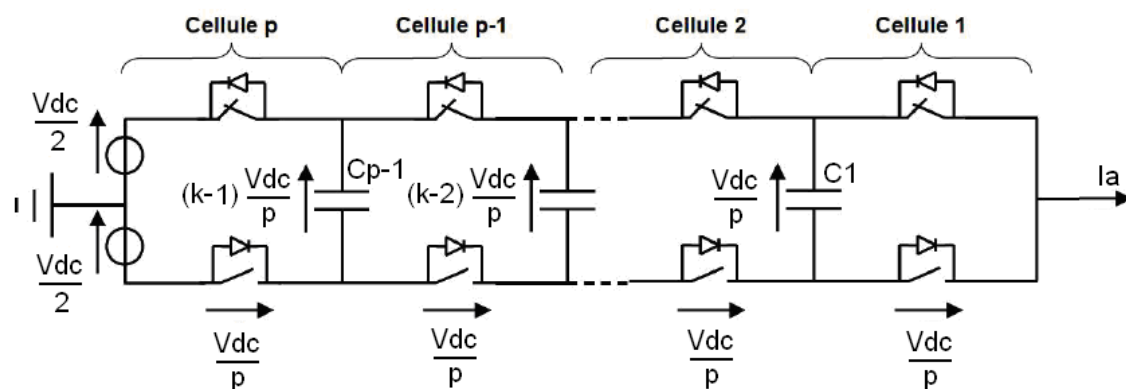 Cellule p
Cellule p-1
Cellule 2
Cellule 1
Vdc
2
Vdc
2
(k-1) Vdc
p
Cp-1
(k-2) Vdc
p
Vdc
p
C1
Ia
Vdc
p
Vdc
p
Vdc
p
Vdc
p